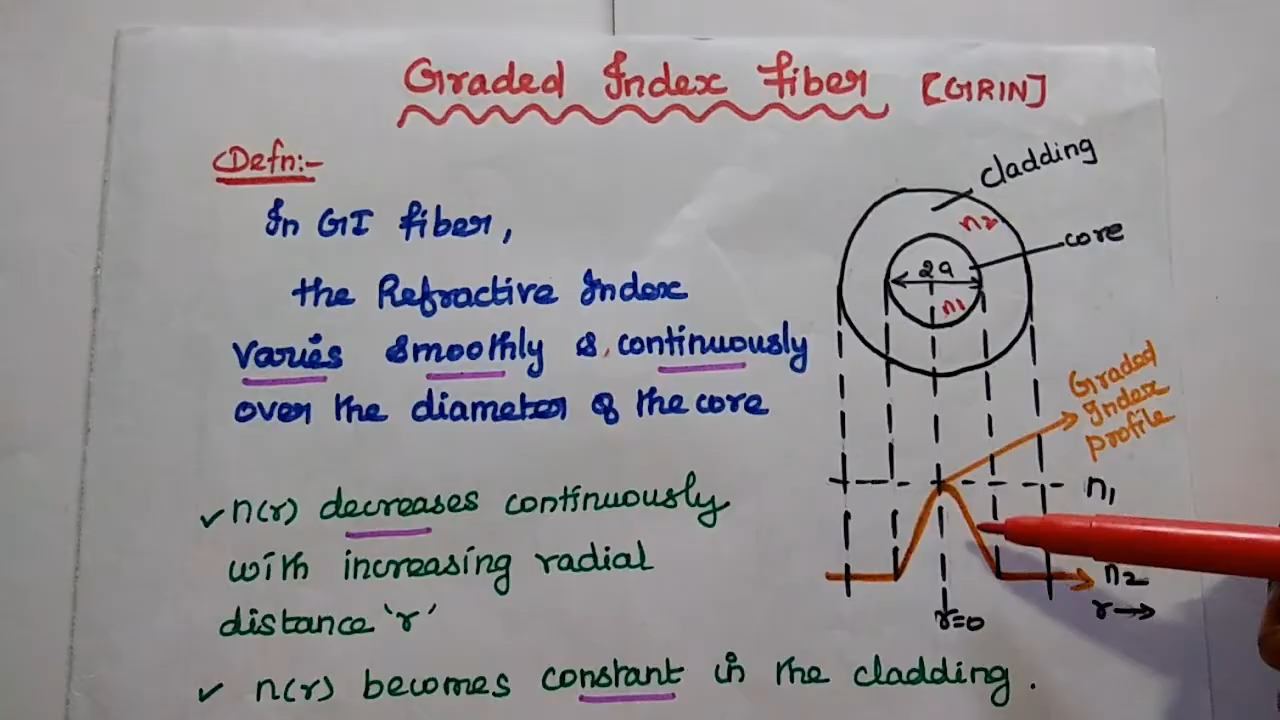 Graded Index Fiber [GRIN]
Defn:-
In GI fiber,
the Refractive Index
varies smoothly & continuously
over the diameter of the core
✓ n(r) decreases continuously
with increasing radial
distance 'r'
✓ n(r) becomes constant in the cladding.
cladding
n2
core
2a
n1
Graded
Index
profile
n1
n2
r=0
r→